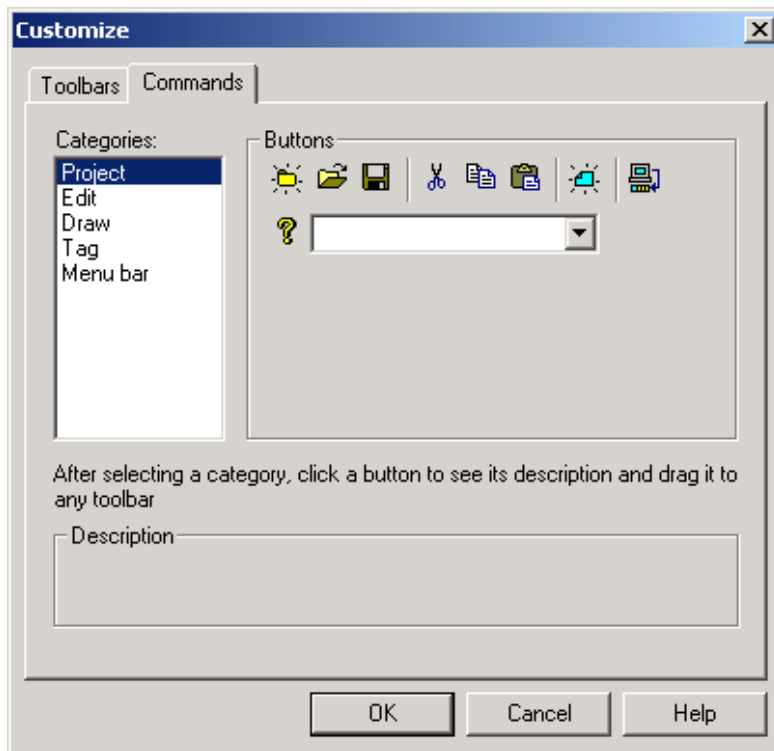 Customize
Toolbars
Commands
Categories:
Project
Edit
Draw
Tag
Menu bar
Buttons
After selecting a category, click a button to see its description and drag it to
any toolbar
Description
OK
Cancel
Help